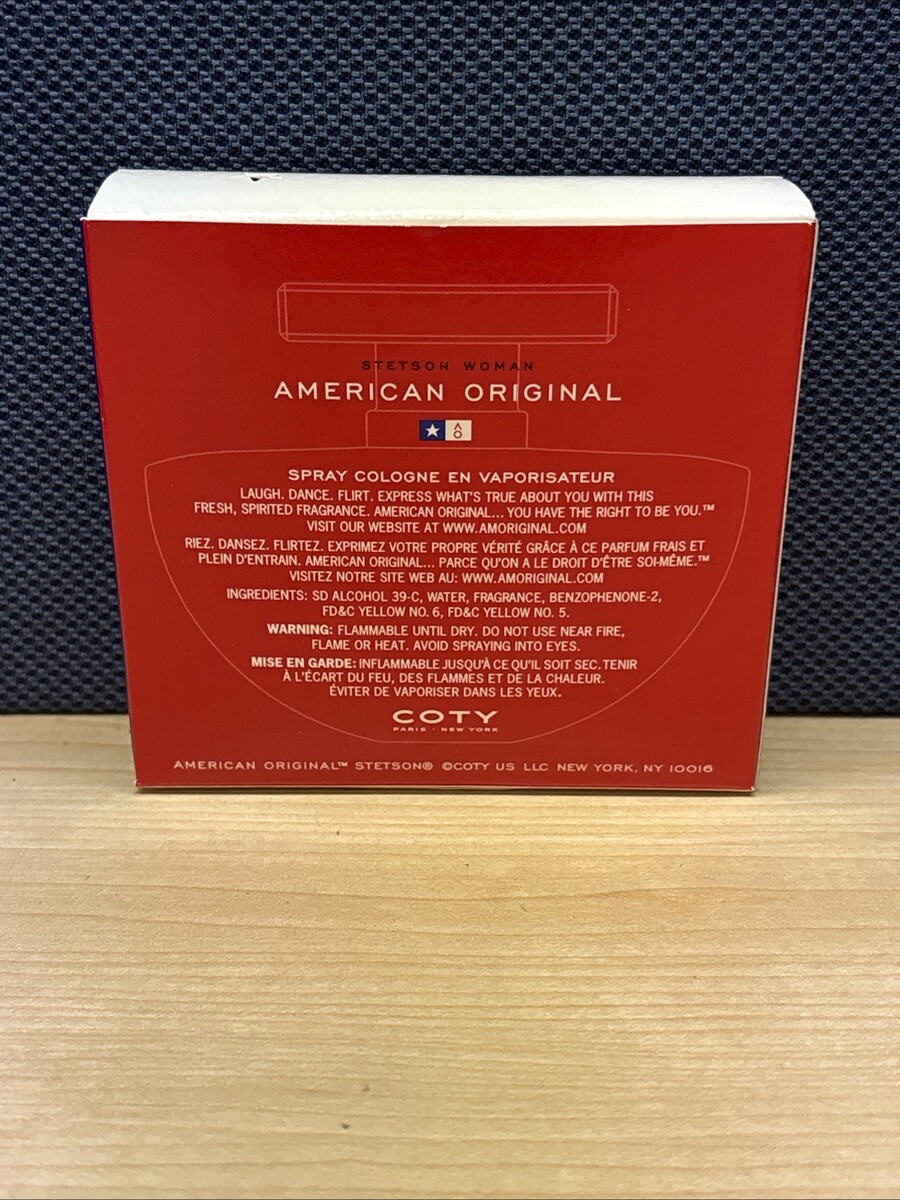 STETSON WOMAN
AMERICAN ORIGINAL
AO
SPRAY COLOGNE EN VAPORISATEUR
LAUGH. DANCE. FLIRT. EXPRESS WHAT'S TRUE ABOUT YOU WITH THIS
FRESH, SPIRITED FRAGRANCE. AMERICAN ORIGINAL... YOU HAVE THE RIGHT TO BE YOU.™
VISIT OUR WEBSITE AT WWW.AMORIGINAL.COM
RIEZ. DANSEZ. FLIRTEZ. EXPRIMEZ VOTRE PROPRE VÉRITÉ GRÂCE À CE PARFUM FRAIS ET
PLEIN D'ENTRAIN. AMERICAN ORIGINAL... PARCE QU'ON A LE DROIT D'ÊTRE SOI-MÊME.™
VISITEZ NOTRE SITE WEB AU: WWW.AMORIGINAL.COM
INGREDIENTS: SD ALCOHOL 39-C, WATER, FRAGRANCE, BENZOPHENONE-2,
FD&C YELLOW NO. 6, FD&C YELLOW NO. 5.
WARNING: FLAMMABLE UNTIL DRY. DO NOT USE NEAR FIRE,
FLAME OR HEAT. AVOID SPRAYING INTO EYES.
MISE EN GARDE: INFLAMMABLE JUSQU'À CE QU'IL SOIT SEC. TENIR
À L'ÉCART DU FEU, DES FLAMMES ET DE LA CHALEUR.
ÉVITER DE VAPORISER DANS LES YEUX.
COTY
PARIS · NEW YORK
AMERICAN ORIGINAL™ STETSON® ©COTY US LLC NEW YORK, NY 10016